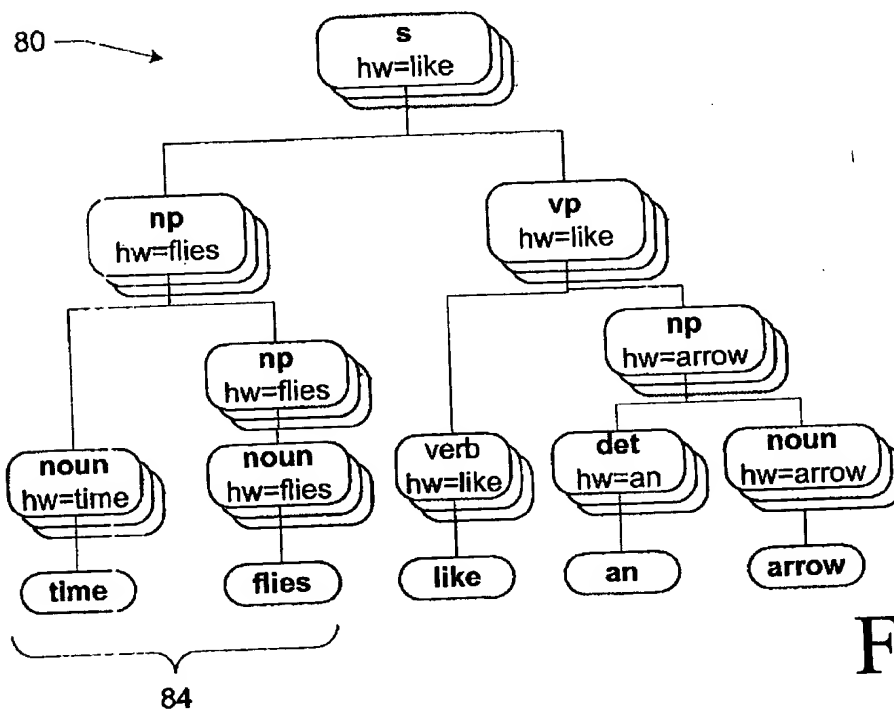 80
s
hw=like
np
hw=flies
vp
hw=like
np
hw=flies
np
hw=arrow
noun
hw=time
noun
hw=flies
verb
hw=like
det
hw=an
noun
hw=arrow
time
flies
like
an
arrow
84
F